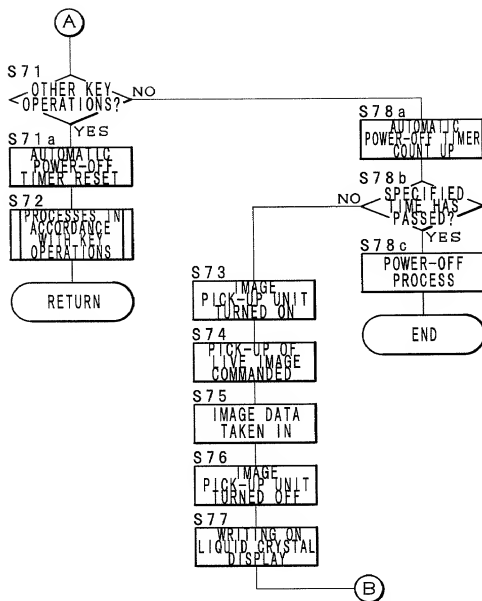 A
S71
OTHER KEY
OPERATIONS?
NO
YES
S71a
AUTOMATIC
POWER-OFF
TIMER RESET
S72
PROCESSES IN
ACCORDANCE
WITH KEY
OPERATIONS
RETURN
S78a
AUTOMATIC
POWER-OFF TIMER
COUNT UP
S78b
SPECIFIED
TIME HAS
PASSED?
NO
YES
S78c
POWER-OFF
PROCESS
END
S73
IMAGE
PICK-UP UNIT
TURNED ON
S74
PICK-UP OF
LIVE IMAGE
COMMANDED
S75
IMAGE DATA
TAKEN IN
S76
IMAGE
PICK-UP UNIT
TURNED OFF
S77
WRITING ON
LIQUID CRYSTAL
DISPLAY
B